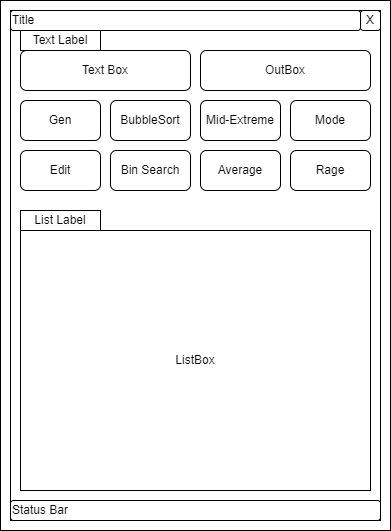 Title X
Text Label
Text Box OutBox
Gen BubbleSort Mid-Extreme Mode
Edit Bin Search Average Rage
List Label
ListBox
Status Bar